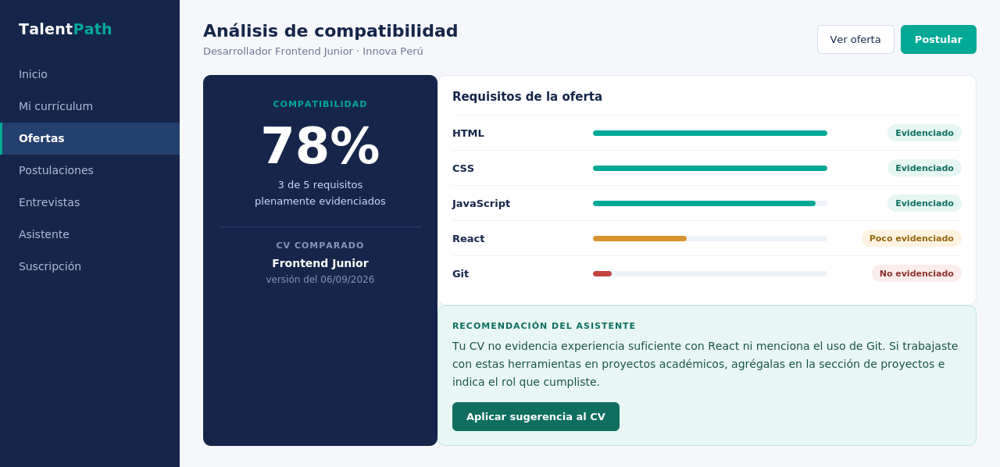 TalentPath
Inicio
Mi currículum
Ofertas
Postulaciones
Entrevistas
Asistente
Suscripción
Análisis de compatibilidad
Desarrollador Frontend Junior · Innova Perú
Ver oferta
Postular
COMPATIBILIDAD
78%
3 de 5 requisitos
plenamente evidenciados
CV COMPARADO
Frontend Junior
versión del 06/09/2026
Requisitos de la oferta
HTML
Evidenciado
CSS
Evidenciado
JavaScript
Evidenciado
React
Poco evidenciado
Git
No evidenciado
RECOMENDACIÓN DEL ASISTENTE
Tu CV no evidencia experiencia suficiente con React ni menciona el uso de Git. Si trabajaste
con estas herramientas en proyectos académicos, agrégalas en la sección de proyectos e
indica el rol que cumpliste.
Aplicar sugerencia al CV